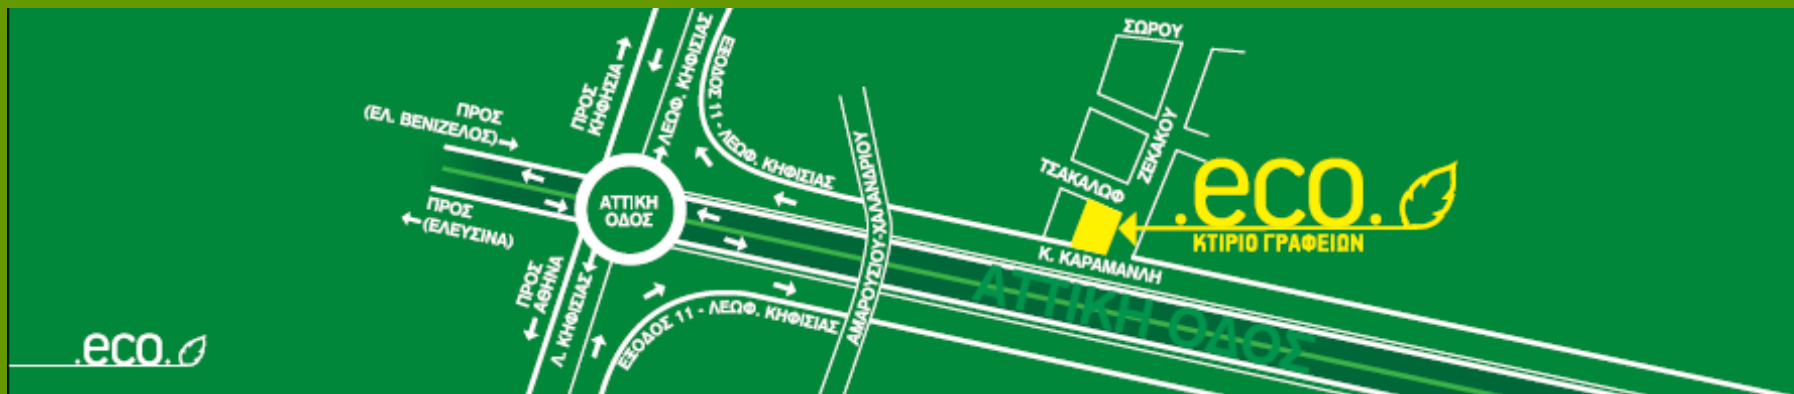 ΣΩΡΟΥ
ΛΕΩΦ. ΚΗΦΙΣΙΑΣ
ΕΞΟΔΟΣ 11 - ΛΕΩΦ. ΚΗΦΙΣΙΑΣ
ΠΡΟΣ
ΚΗΦΗΣΙΑ
ΠΡΟΣ
(ΕΛ. ΒΕΝΙΖΕΛΟΣ)
ΖΕΚΑΚΟΥ
ΤΣΑΚΑΛΩΦ
ΑΜΑΡΟΥΣΙΟΥ-ΧΑΛΑΝΔΡΙΟΥ
ΑΤΤΙΚΗ
ΟΔΟΣ
ΠΡΟΣ
(ΕΛΕΥΣΙΝΑ)
.eco.
ΚΤΙΡΙΟ ΓΡΑΦΕΙΩΝ
Κ. ΚΑΡΑΜΑΝΛΗ
ΠΡΟΣ
ΑΘΗΝΑ
Λ. ΚΗΦΙΣΙΑΣ
ΕΞΟΔΟΣ 11 - ΛΕΩΦ. ΚΗΦΙΣΙΑΣ
ΑΤΤΙΚΗ ΟΔΟΣ
.eco.